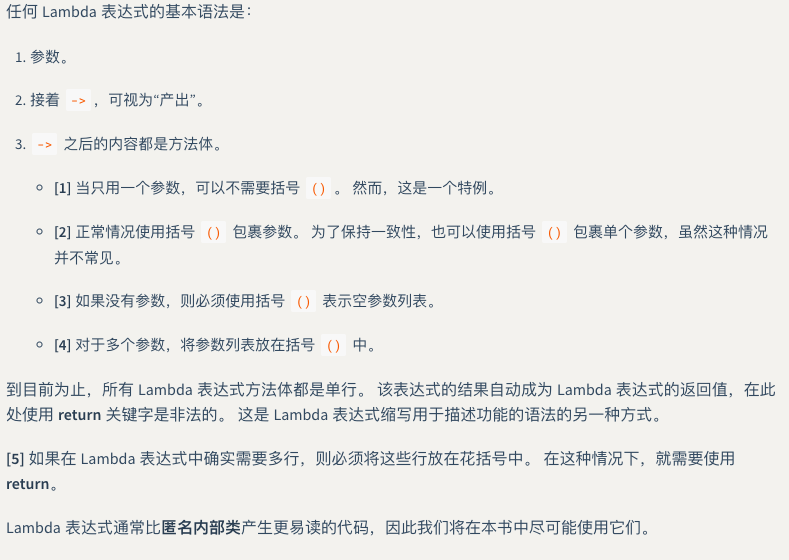 任何 Lambda 表达式的基本语法是：
1. 参数。
2. 接着 -> ，可视为“产出”。
3. -> 之后的内容都是方法体。
[1] 当只用一个参数，可以不需要括号 () 。 然而，这是一个特例。
[2] 正常情况使用括号 () 包裹参数。 为了保持一致性，也可以使用括号 () 包裹单个参数，虽然这种情况
并不常见。
[3] 如果没有参数，则必须使用括号 () 表示空参数列表。
[4] 对于多个参数，将参数列表放在括号 () 中。
到目前为止，所有 Lambda 表达式方法体都是单行。 该表达式的结果自动成为 Lambda 表达式的返回值，在此
处使用 return 关键字是非法的。 这是 Lambda 表达式缩写用于描述功能的语法的另一种方式。
[5] 如果在 Lambda 表达式中确实需要多行，则必须将这些行放在花括号中。 在这种情况下，就需要使用
return。
Lambda 表达式通常比匿名内部类产生更易读的代码，因此我们将在本书中尽可能使用它们。